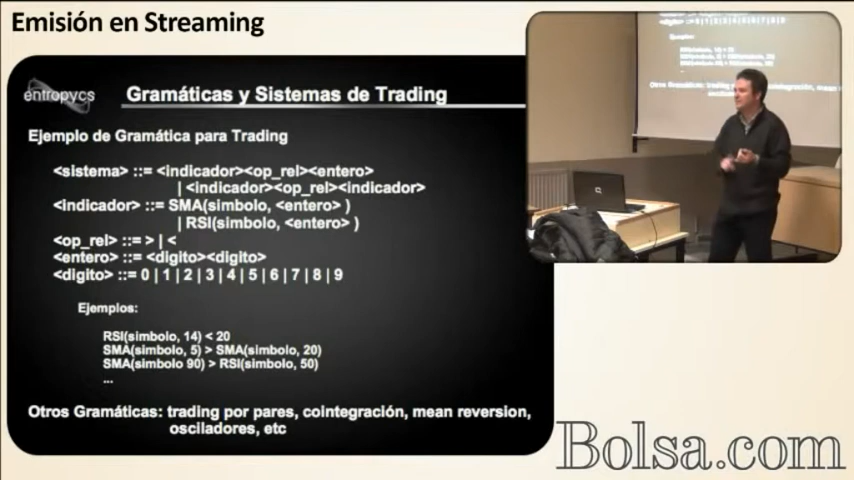 Emisión en Streaming
entropycs
Gramáticas y Sistemas de Trading
Ejemplo de Gramática para Trading
<sistema> ::= <indicador><op_rel><entero>
| <indicador><op_rel><indicador>
<indicador> ::= SMA(simbolo, <entero> )
| RSI(simbolo, <entero> )
<op_rel> ::= > | <
<entero> ::= <digito><digito>
<digito> ::= 0 | 1 | 2 | 3 | 4 | 5 | 6 | 7 | 8 | 9
Ejemplos:
RSI(simbolo, 14) < 20
SMA(simbolo, 5) > SMA(simbolo, 20)
SMA(simbolo 90) > RSI(simbolo, 50)
...
Otros Gramáticas: trading por pares, cointegración, mean reversion,
osciladores, etc
Bolsa.com